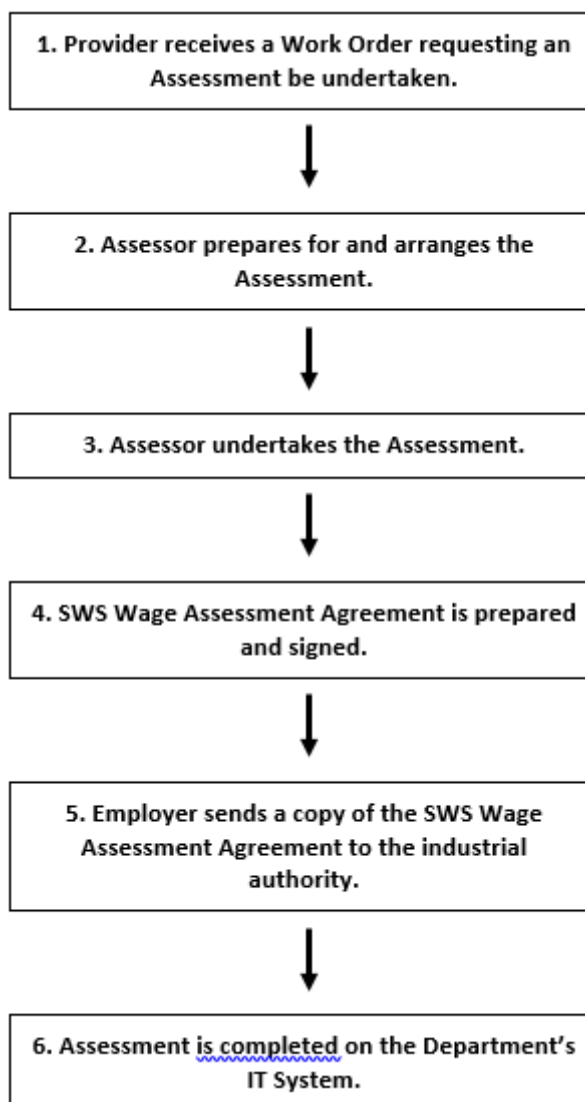 1. Provider receives a Work Order requesting an
Assessment be undertaken.
2. Assessor prepares for and arranges the
Assessment.
3. Assessor undertakes the Assessment.
4. SWS Wage Assessment Agreement is prepared
and signed.
5. Employer sends a copy of the SWS Wage
Assessment Agreement to the industrial
authority.
6. Assessment is completed on the Department’s
IT System.